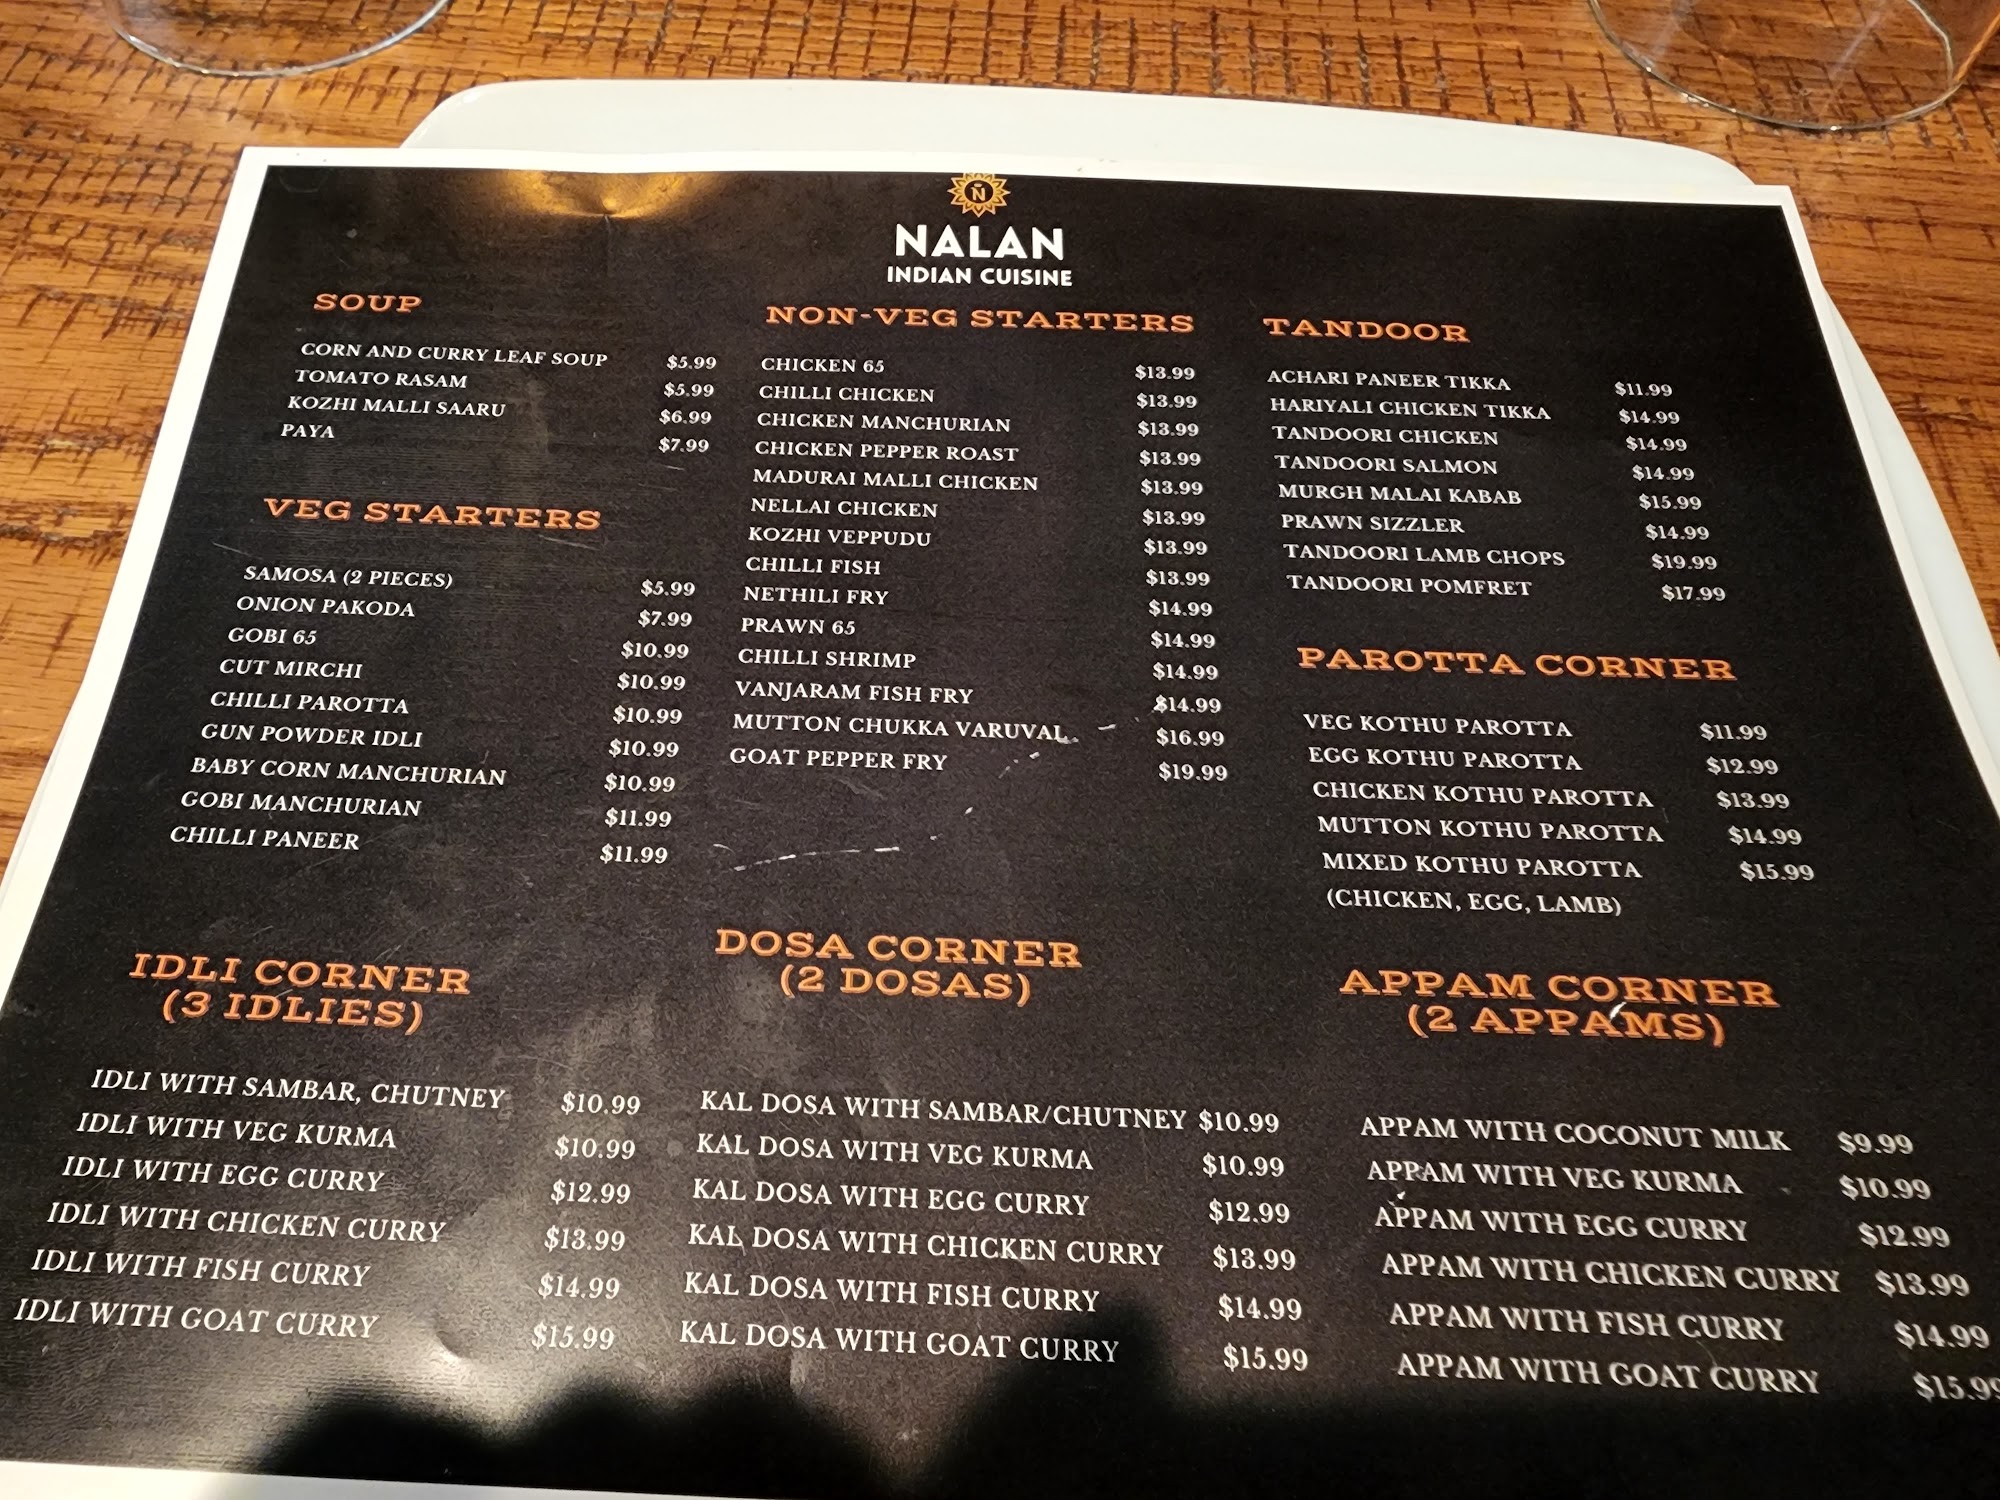 N
NALAN
INDIAN CUISINE
SOUP
CORN AND CURRY LEAF SOUP $5.99
TOMATO RASAM $5.99
KOZHI MALLI SAARU $6.99
PAYA $7.99
VEG STARTERS
SAMOSA (2 PIECES) $5.99
ONION PAKODA $7.99
GOBI 65 $10.99
CUT MIRCHI $10.99
CHILLI PAROTTA $10.99
GUN POWDER IDLI $10.99
BABY CORN MANCHURIAN $10.99
GOBI MANCHURIAN $11.99
CHILLI PANEER $11.99
NON-VEG STARTERS
CHICKEN 65 $13.99
CHILLI CHICKEN $13.99
CHICKEN MANCHURIAN $13.99
CHICKEN PEPPER ROAST $13.99
MADURAI MALLI CHICKEN $13.99
NELLAI CHICKEN $13.99
KOZHI VEPPUDU $13.99
CHILLI FISH $13.99
NETHILI FRY $14.99
PRAWN 65 $14.99
CHILLI SHRIMP $14.99
VANJARAM FISH FRY $14.99
MUTTON CHUKKA VARUVAL $16.99
GOAT PEPPER FRY $19.99
TANDOOR
ACHARI PANEER TIKKA $11.99
HARIYALI CHICKEN TIKKA $14.99
TANDOORI CHICKEN $14.99
TANDOORI SALMON $14.99
MURGH MALAI KABAB $15.99
PRAWN SIZZLER $14.99
TANDOORI LAMB CHOPS $19.99
TANDOORI POMFRET $17.99
PAROTTA CORNER
VEG KOTHU PAROTTA $11.99
EGG KOTHU PAROTTA $12.99
CHICKEN KOTHU PAROTTA $13.99
MUTTON KOTHU PAROTTA $14.99
MIXED KOTHU PAROTTA $15.99
(CHICKEN, EGG, LAMB)
IDLI CORNER
(3 IDLIES)
IDLI WITH SAMBAR, CHUTNEY $10.99
IDLI WITH VEG KURMA $10.99
IDLI WITH EGG CURRY $12.99
IDLI WITH CHICKEN CURRY $13.99
IDLI WITH FISH CURRY $14.99
IDLI WITH GOAT CURRY $15.99
DOSA CORNER
(2 DOSAS)
KAL DOSA WITH SAMBAR/CHUTNEY $10.99
KAL DOSA WITH VEG KURMA $10.99
KAL DOSA WITH EGG CURRY $12.99
KAL DOSA WITH CHICKEN CURRY $13.99
KAL DOSA WITH FISH CURRY $14.99
KAL DOSA WITH GOAT CURRY $15.99
APPAM CORNER
(2 APPAMS)
APPAM WITH COCONUT MILK $9.99
APPAM WITH VEG KURMA $10.99
APPAM WITH EGG CURRY $12.99
APPAM WITH CHICKEN CURRY $13.99
APPAM WITH FISH CURRY $14.99
APPAM WITH GOAT CURRY $15.99